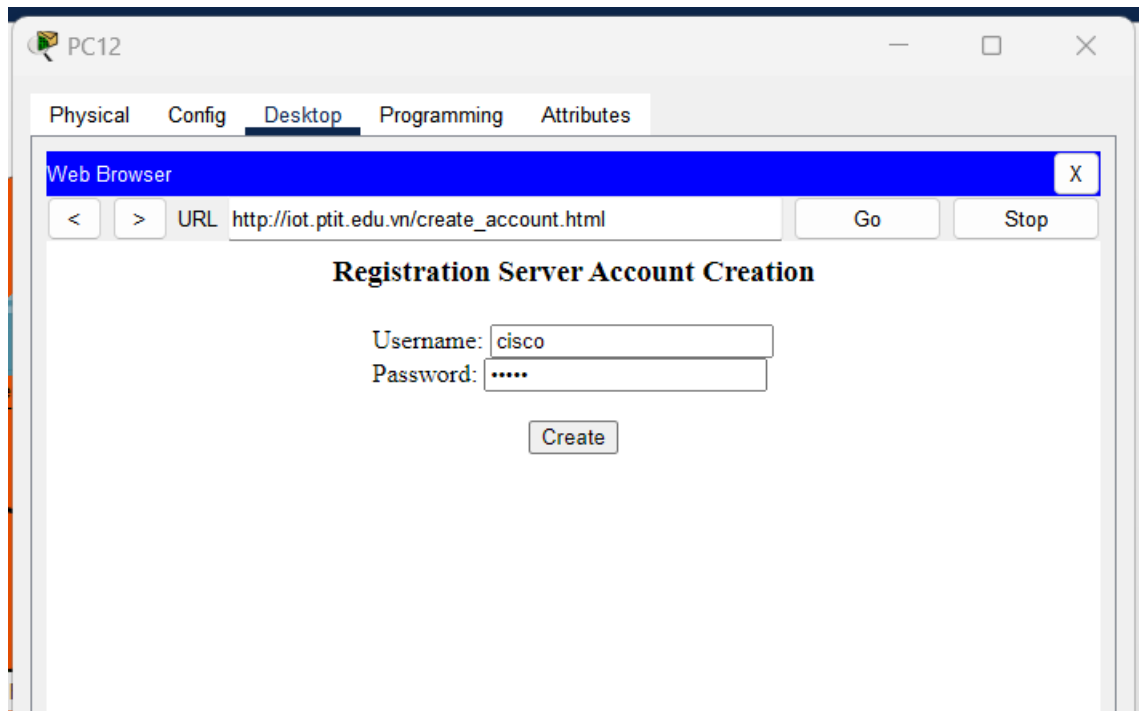 PC12
Physical Config Desktop Programming Attributes
Web Browser X
< > URL http://iot.ptit.edu.vn/create_account.html Go Stop
Registration Server Account Creation
Username: cisco
Password: •••••
Create